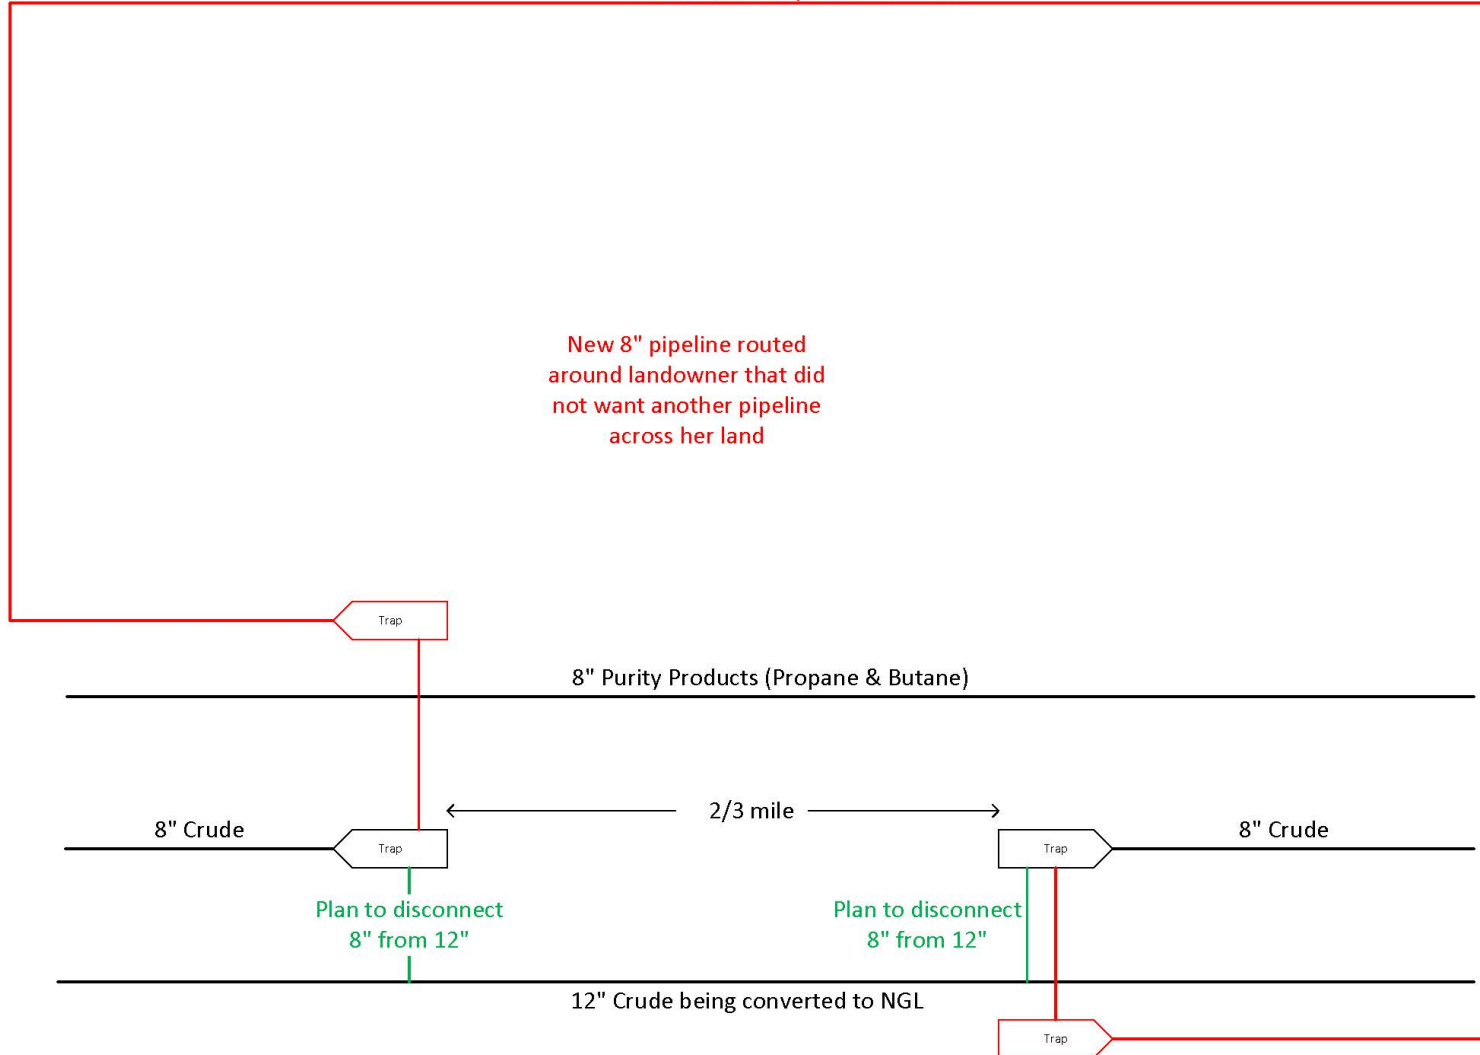 New 8" pipeline routed
around landowner that did
not want another pipeline
across her land
Trap
8" Purity Products (Propane & Butane)
2/3 mile
8" Crude
8" Crude
Trap
Trap
Plan to disconnect
8" from 12"
Plan to disconnect
8" from 12"
12" Crude being converted to NGL
Trap